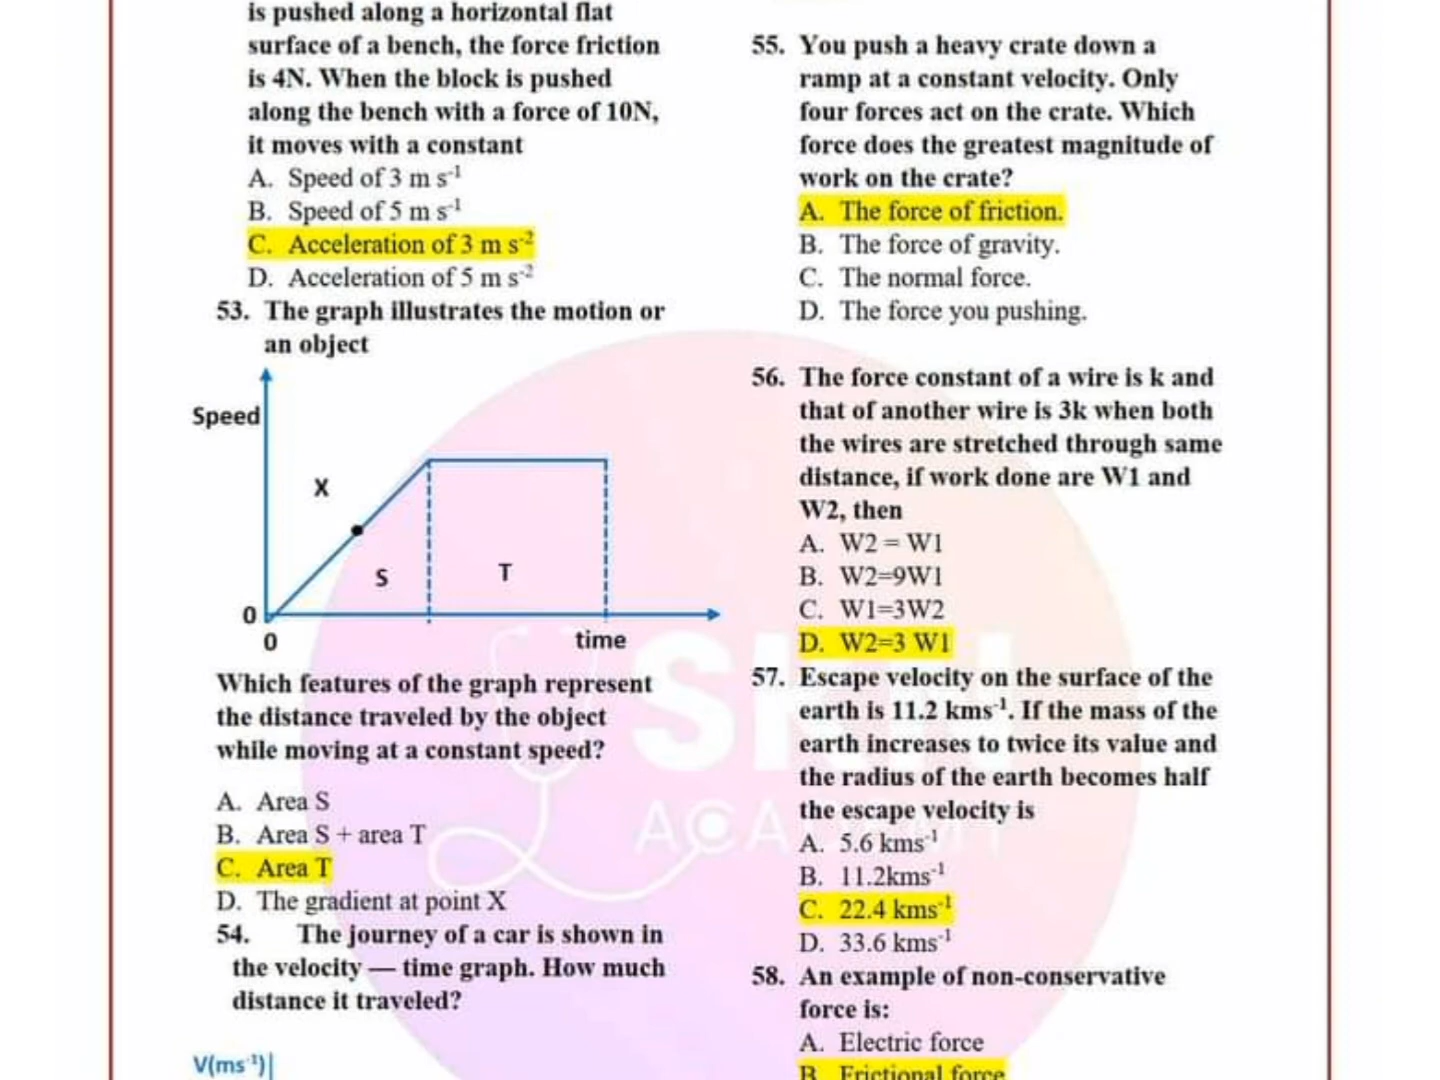 is pushed along a horizontal flat
surface of a bench, the force friction
is 4N. When the block is pushed
along the bench with a force of 10N,
it moves with a constant
A. Speed of 3 m s⁻¹
B. Speed of 5 m s⁻¹
C. Acceleration of 3 m s⁻²
D. Acceleration of 5 m s⁻²
53. The graph illustrates the motion or
an object
Speed
X
S
T
0
0
time
Which features of the graph represent
the distance traveled by the object
while moving at a constant speed?
A. Area S
B. Area S + area T
C. Area T
D. The gradient at point X
54. The journey of a car is shown in
the velocity — time graph. How much
distance it traveled?
V(ms⁻¹)
55. You push a heavy crate down a
ramp at a constant velocity. Only
four forces act on the crate. Which
force does the greatest magnitude of
work on the crate?
A. The force of friction.
B. The force of gravity.
C. The normal force.
D. The force you pushing.
56. The force constant of a wire is k and
that of another wire is 3k when both
the wires are stretched through same
distance, if work done are W1 and
W2, then
A. W2 = W1
B. W2=9W1
C. W1=3W2
D. W2=3 W1
57. Escape velocity on the surface of the
earth is 11.2 kms⁻¹. If the mass of the
earth increases to twice its value and
the radius of the earth becomes half
the escape velocity is
A. 5.6 kms⁻¹
B. 11.2kms⁻¹
C. 22.4 kms⁻¹
D. 33.6 kms⁻¹
58. An example of non-conservative
force is:
A. Electric force
B. Frictional force